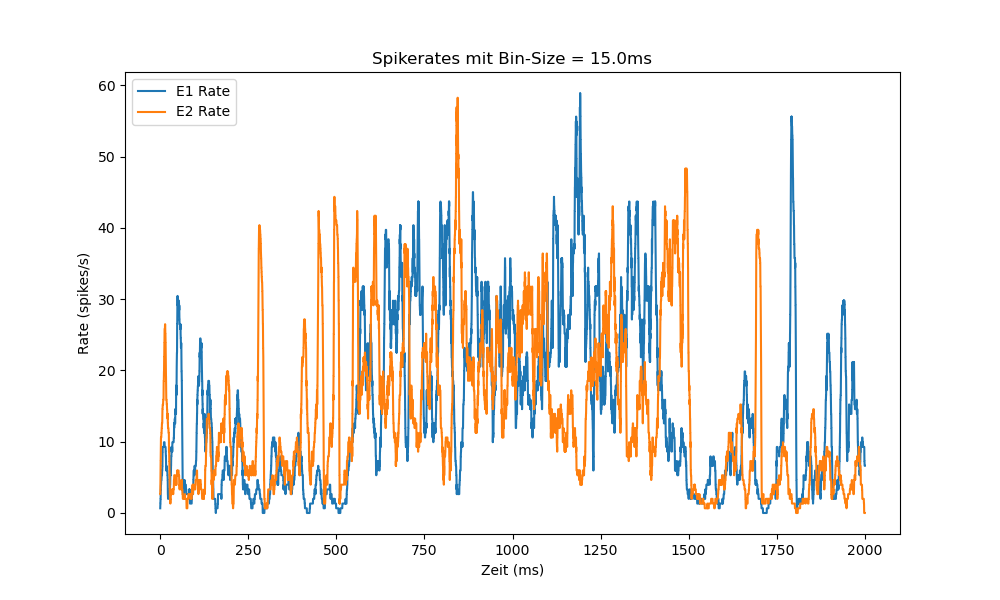 Spikerates mit Bin-Size = 15.0ms
E1 Rate
E2 Rate
60
50
40
30
20
10
0
Rate (spikes/s)
0 250 500 750 1000 1250 1500 1750 2000
Zeit (ms)